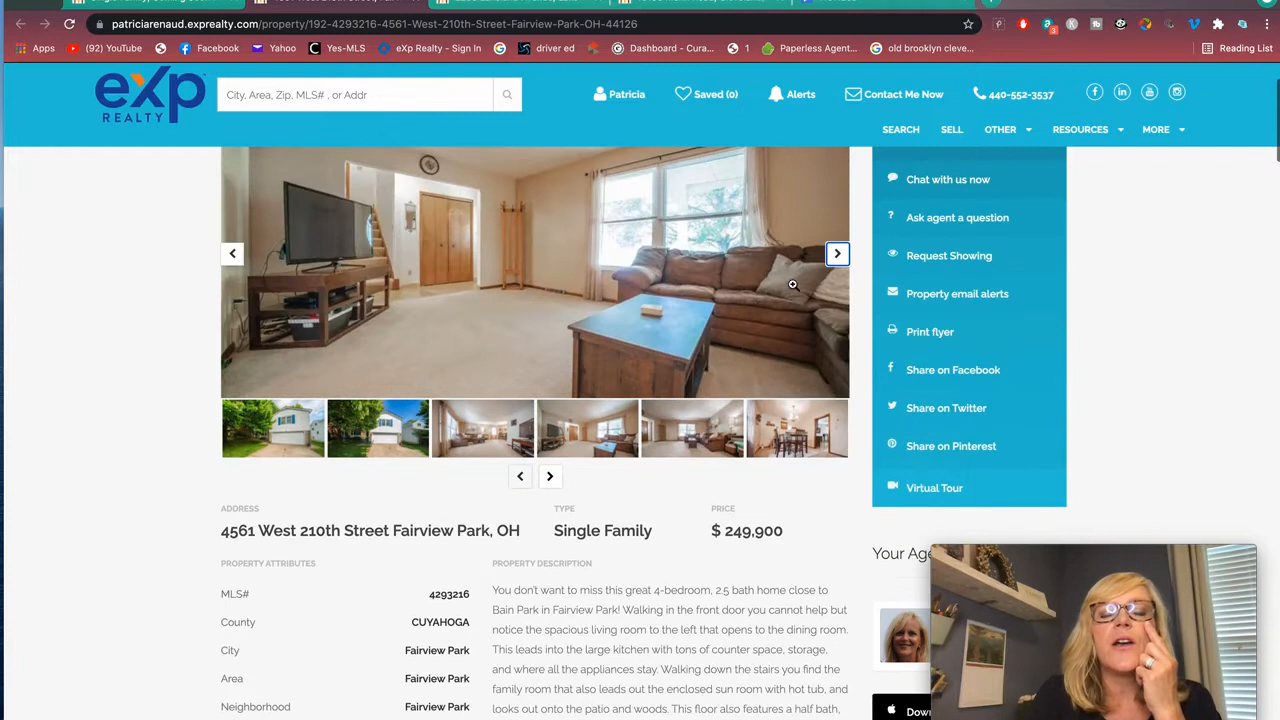 patriciarenaud.exprealty.com/property/192-4293216-4561-West-210th-Street-Fairview-Park-OH-44126
Apps
(92) YouTube
Facebook
Yahoo
Yes-MLS
eXp Realty - Sign In
driver ed
Dashboard - Cura...
1
Paperless Agent...
old brooklyn cleve...
Reading List
eXp
REALTY
City, Area, Zip, MLS# , or Addr
Patricia
Saved (0)
Alerts
Contact Me Now
440-552-3537
SEARCH
SELL
OTHER
RESOURCES
MORE
Chat with us now
Ask agent a question
Request Showing
Property email alerts
Print flyer
Share on Facebook
Share on Twitter
Share on Pinterest
Virtual Tour
ADDRESS
4561 West 210th Street Fairview Park, OH
TYPE
Single Family
PRICE
$ 249,900
PROPERTY ATTRIBUTES
MLS# 4293216
County CUYAHOGA
City Fairview Park
Area Fairview Park
Neighborhood Fairview Park
PROPERTY DESCRIPTION
You don't want to miss this great 4-bedroom, 2.5 bath home close to
Bain Park in Fairview Park! Walking in the front door you cannot help but
notice the spacious living room to the left that opens to the dining room.
This leads into the large kitchen with tons of counter space, storage,
and where all the appliances stay. Walking down the stairs you find the
family room that also leads out the enclosed sun room with hot tub, and
looks out onto the patio and woods. This floor also features a half bath,
Your Age
Down